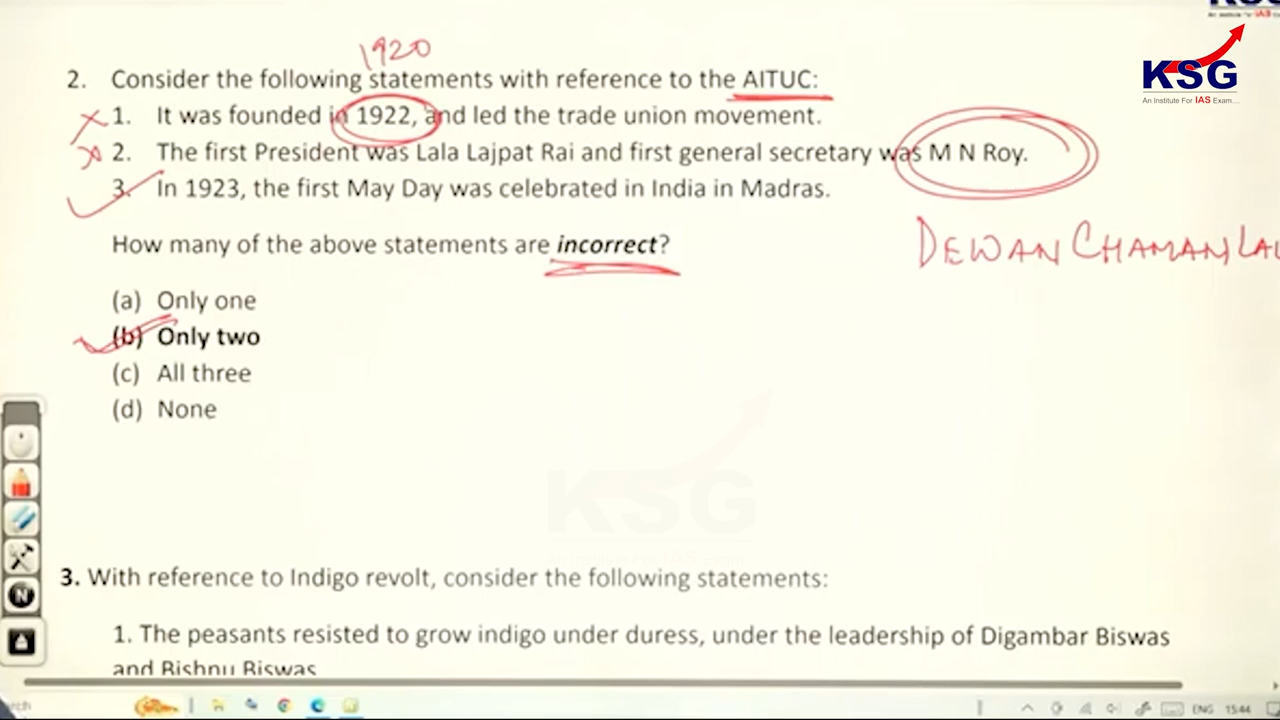 KSG
An Institute For IAS Exam....
1920
2. Consider the following statements with reference to the AITUC:
1. It was founded in 1922, and led the trade union movement.
2. The first President was Lala Lajpat Rai and first general secretary was M N Roy.
3. In 1923, the first May Day was celebrated in India in Madras.
DEWAN CHAMAN LAL
How many of the above statements are incorrect?
(a) Only one
(b) Only two
(c) All three
(d) None
KSG
3. With reference to Indigo revolt, consider the following statements:
1. The peasants resisted to grow indigo under duress, under the leadership of Digambar Biswas
and Bishnu Biswas
ENG 15:44